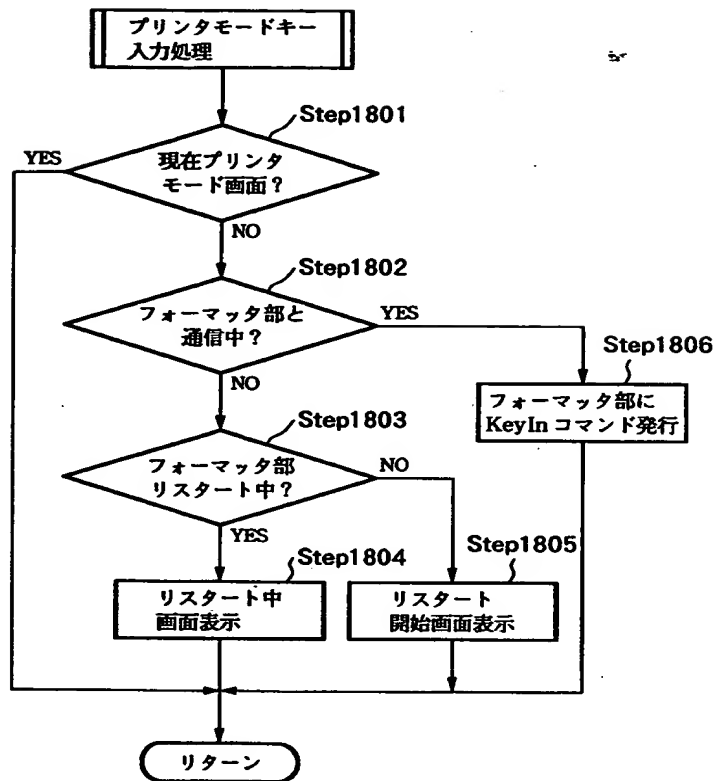 プリンタモードキー
入力処理
Step1801
YES
現在プリンタ
モード画面？
NO
Step1802
フォーマッタ部と
通信中？
YES
Step1806
NO
フォーマッタ部に
KeyInコマンド発行
Step1803
フォーマッタ部
リスタート中？
NO
YES
Step1804
Step1805
リスタート中
画面表示
リスタート
開始画面表示
リターン